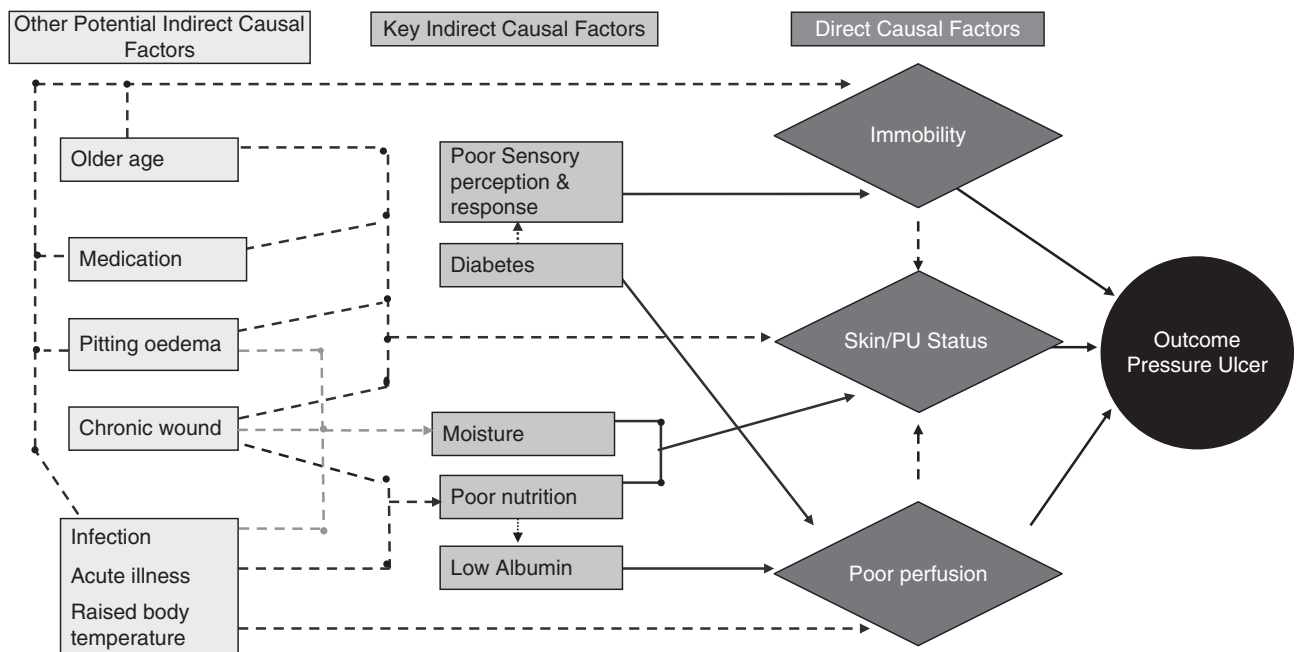 Other Potential Indirect Causal
Factors
Key Indirect Causal Factors
Direct Causal Factors
Immobility
Older age
Poor Sensory
perception &
response
Medication
Diabetes
Pitting oedema
Skin/PU Status
Outcome
Pressure Ulcer
Chronic wound
Moisture
Poor nutrition
Infection
Acute illness
Low Albumin
Poor perfusion
Raised body
temperature